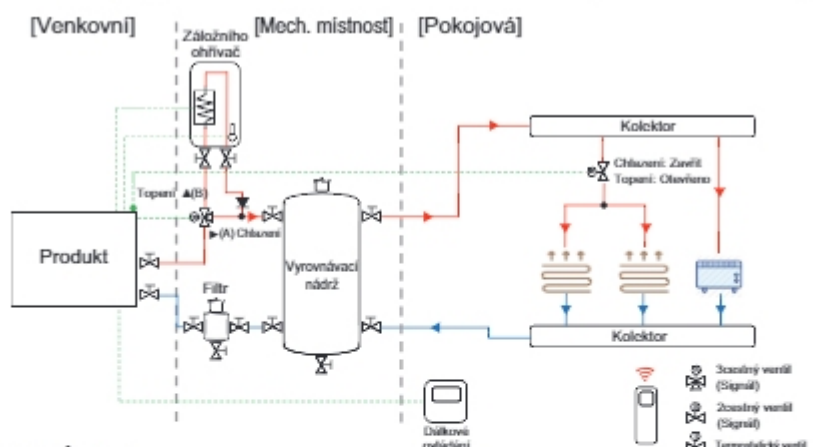 [Venkovní]
[Mech. místnost]
[Pokojová]
Záložního
ohřívač
Kolektor
Chlazení: Zavřít
Topení: Otevřeno
Topení ▲(B)
▶(A) Chlazení
Produkt
Vyrovnávací
nádrž
Filtr
Kolektor
3cestný ventil
(Signál)
2cestný ventil
(Signál)
Dálkové